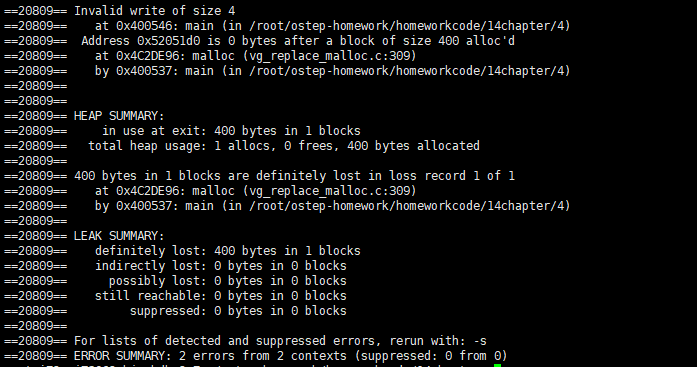 ==20809== Invalid write of size 4
==20809==    at 0x400546: main (in /root/ostep-homework/homeworkcode/14chapter/4)
==20809==  Address 0x52051d0 is 0 bytes after a block of size 400 alloc'd
==20809==    at 0x4C2DE96: malloc (vg_replace_malloc.c:309)
==20809==    by 0x400537: main (in /root/ostep-homework/homeworkcode/14chapter/4)
==20809==
==20809==
==20809== HEAP SUMMARY:
==20809==     in use at exit: 400 bytes in 1 blocks
==20809==   total heap usage: 1 allocs, 0 frees, 400 bytes allocated
==20809==
==20809== 400 bytes in 1 blocks are definitely lost in loss record 1 of 1
==20809==    at 0x4C2DE96: malloc (vg_replace_malloc.c:309)
==20809==    by 0x400537: main (in /root/ostep-homework/homeworkcode/14chapter/4)
==20809==
==20809== LEAK SUMMARY:
==20809==    definitely lost: 400 bytes in 1 blocks
==20809==    indirectly lost: 0 bytes in 0 blocks
==20809==      possibly lost: 0 bytes in 0 blocks
==20809==    still reachable: 0 bytes in 0 blocks
==20809==         suppressed: 0 bytes in 0 blocks
==20809==
==20809== For lists of detected and suppressed errors, rerun with: -s
==20809== ERROR SUMMARY: 2 errors from 2 contexts (suppressed: 0 from 0)